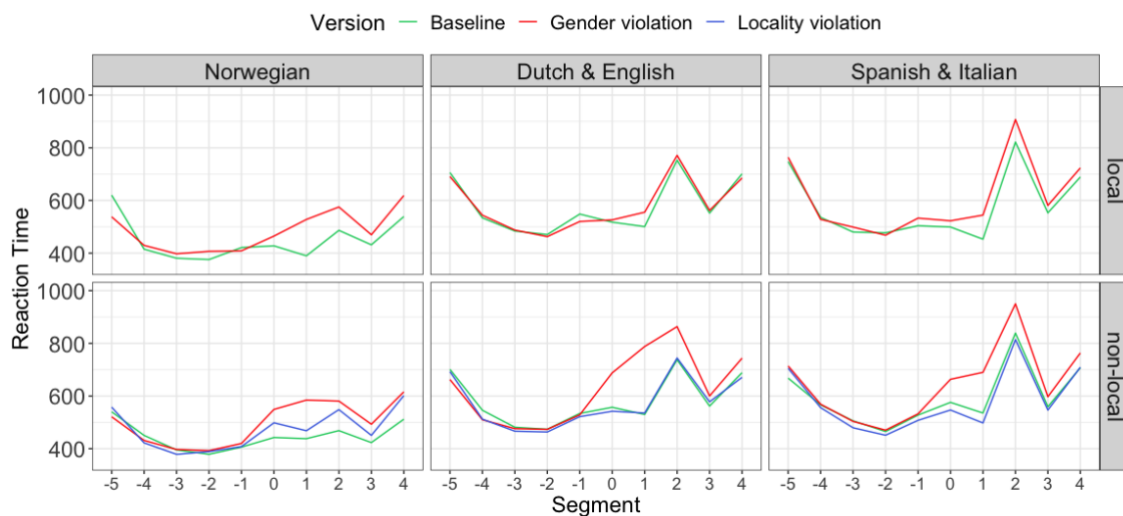 Version Baseline Gender violation Locality violation
Norwegian Dutch & English Spanish & Italian
1000
800
600
400
local
1000
800
600
400
non-local
Reaction Time
-5 -4 -3 -2 -1 0 1 2 3 4 -5 -4 -3 -2 -1 0 1 2 3 4 -5 -4 -3 -2 -1 0 1 2 3 4
Segment